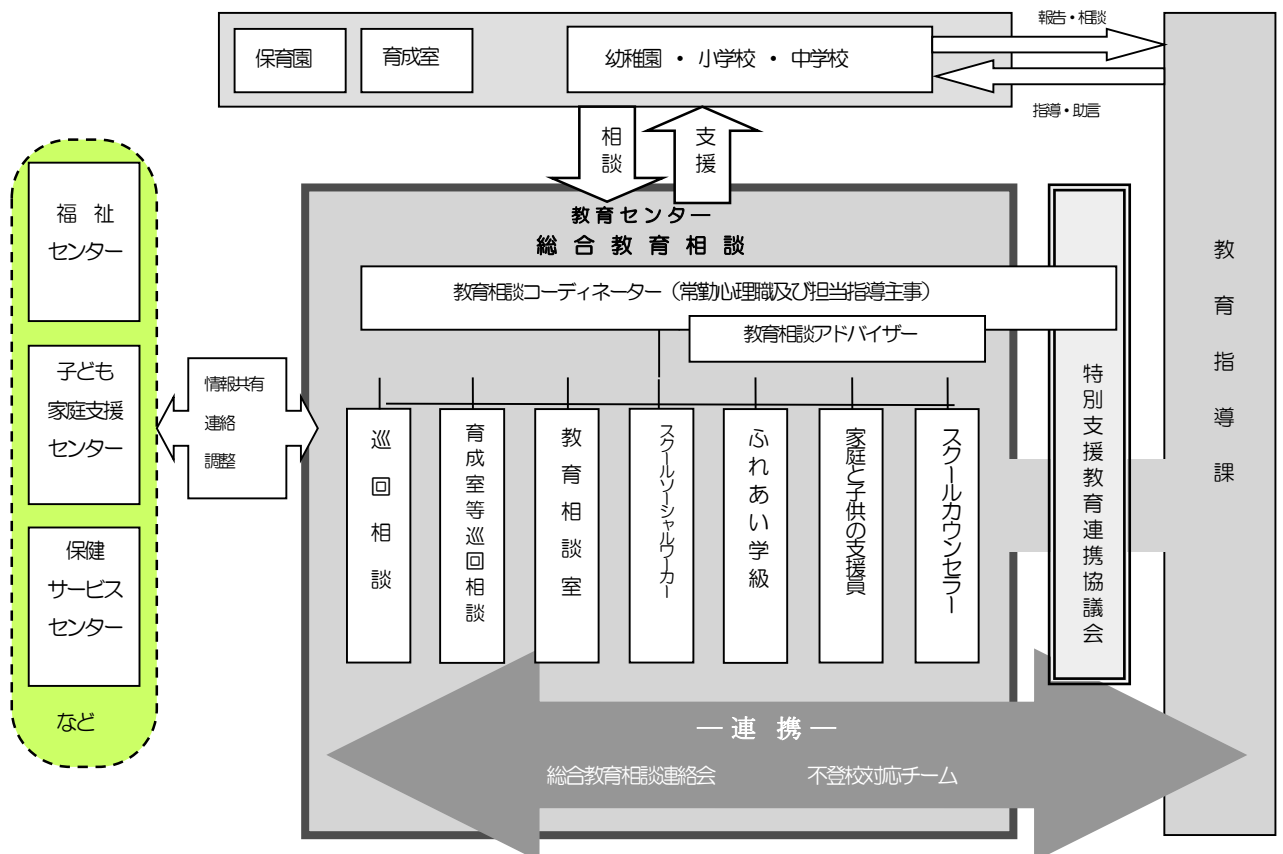 報告・相談
保育園
育成室
幼稚園 ・ 小学校 ・ 中学校
指導・助言
相談
支援
福 祉
センター
子ども
家庭支援
センター
保健
サービス
センター
など
情報共有
連絡
調整
教育センター
総 合 教 育 相 談
教育相談コーディネーター（常勤心理職及び担当指導主事）
教育相談アドバイザー
巡回相談
育成室等巡回相談
教育相談室
スクールソーシャルワーカー
ふれあい学級
家庭と子供の支援員
スクールカウンセラー
特別支援教育連携協議会
教育指導課
―連 携―
総合教育相談連絡会
不登校対応チーム